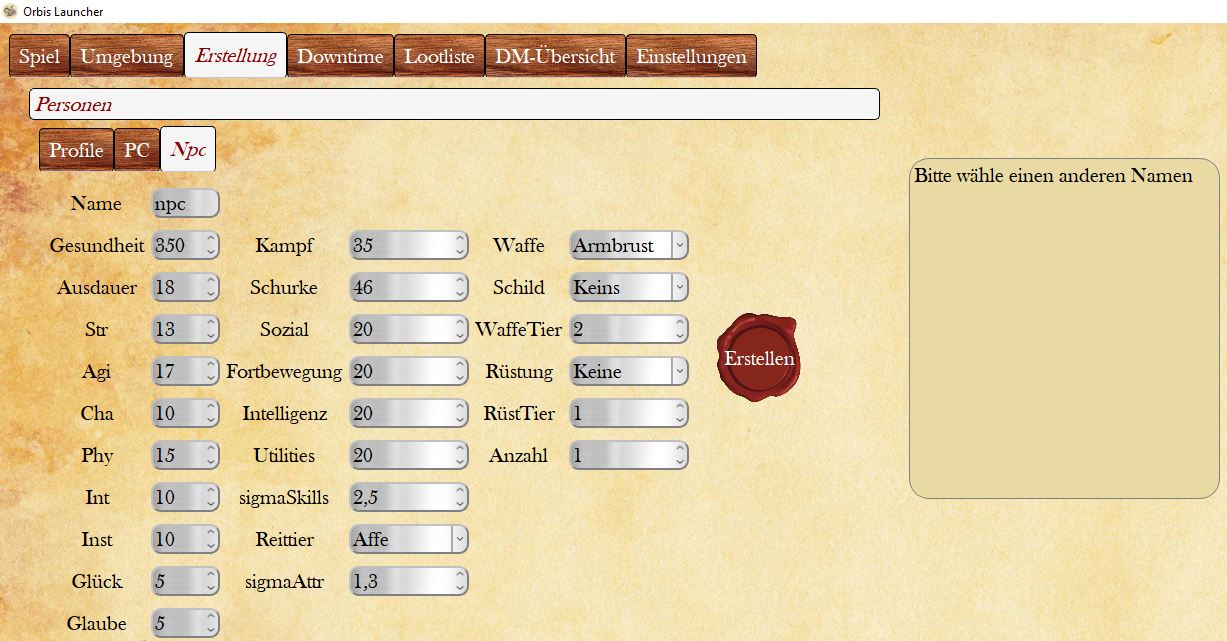 Orbis Launcher
Spiel Umgebung Erstellung Downtime Lootliste DM-Übersicht Einstellungen
Personen
Profile PC Npc
Bitte wähle einen anderen Namen
Name npc
Gesundheit 350 Kampf 35 Waffe Armbrust
Ausdauer 18 Schurke 46 Schild Keins
Str 13 Sozial 20 WaffeTier 2
Erstellen
Agi 17 Fortbewegung 20 Rüstung Keine
Cha 10 Intelligenz 20 RüstTier 1
Phy 15 Utilities 20 Anzahl 1
Int 10 sigmaSkills 2,5
Inst 10 Reittier Affe
Glück 5 sigmaAttr 1,3
Glaube 5